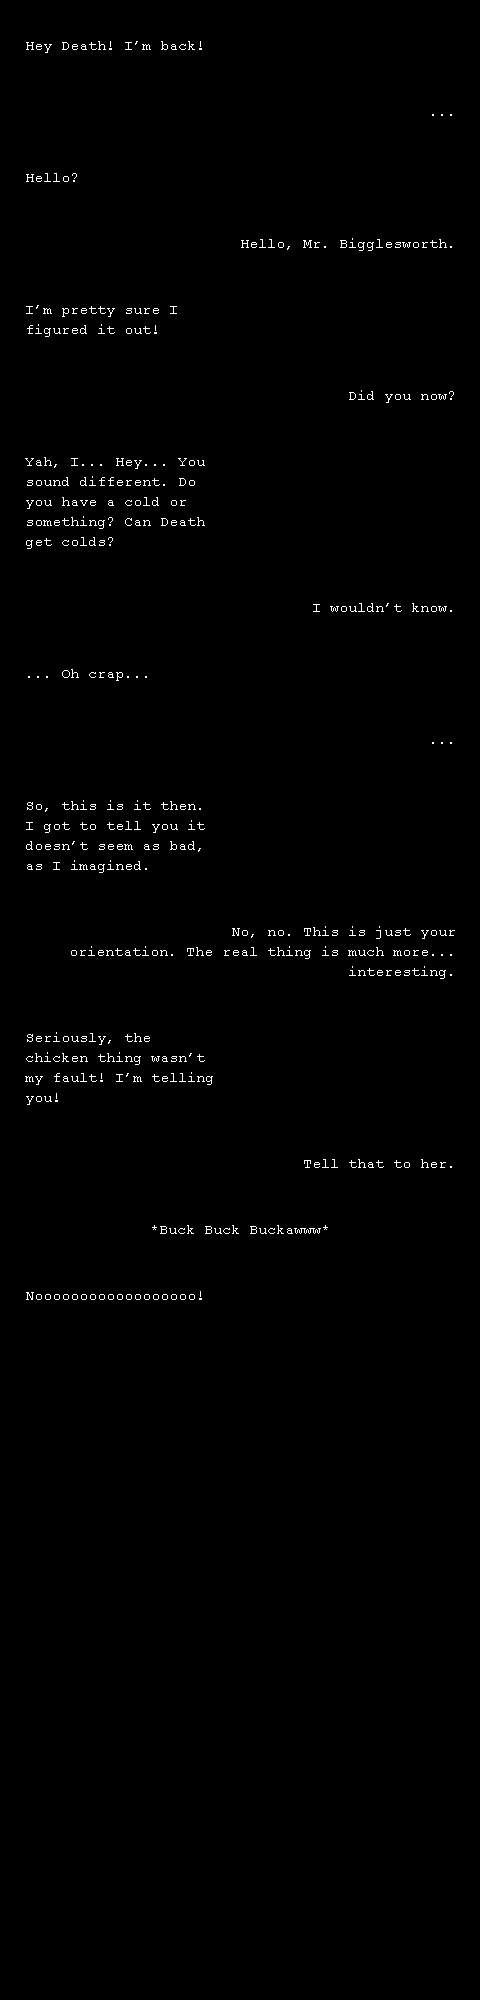 Hey Death! I'm back!
...
Hello?
Hello, Mr. Bigglesworth.
I'm pretty sure I
figured it out!
Did you now?
Yah, I... Hey... You
sound different. Do
you have a cold or
something? Can Death
get colds?
I wouldn't know.
... Oh crap...
...
So, this is it then.
I got to tell you it
doesn't seem as bad,
as I imagined.
No, no. This is just your
orientation. The real thing is much more...
interesting.
Seriously, the
chicken thing wasn't
my fault! I'm telling
you!
Tell that to her.
*Buck Buck Buckawww*
Noooooooooooooooooo!